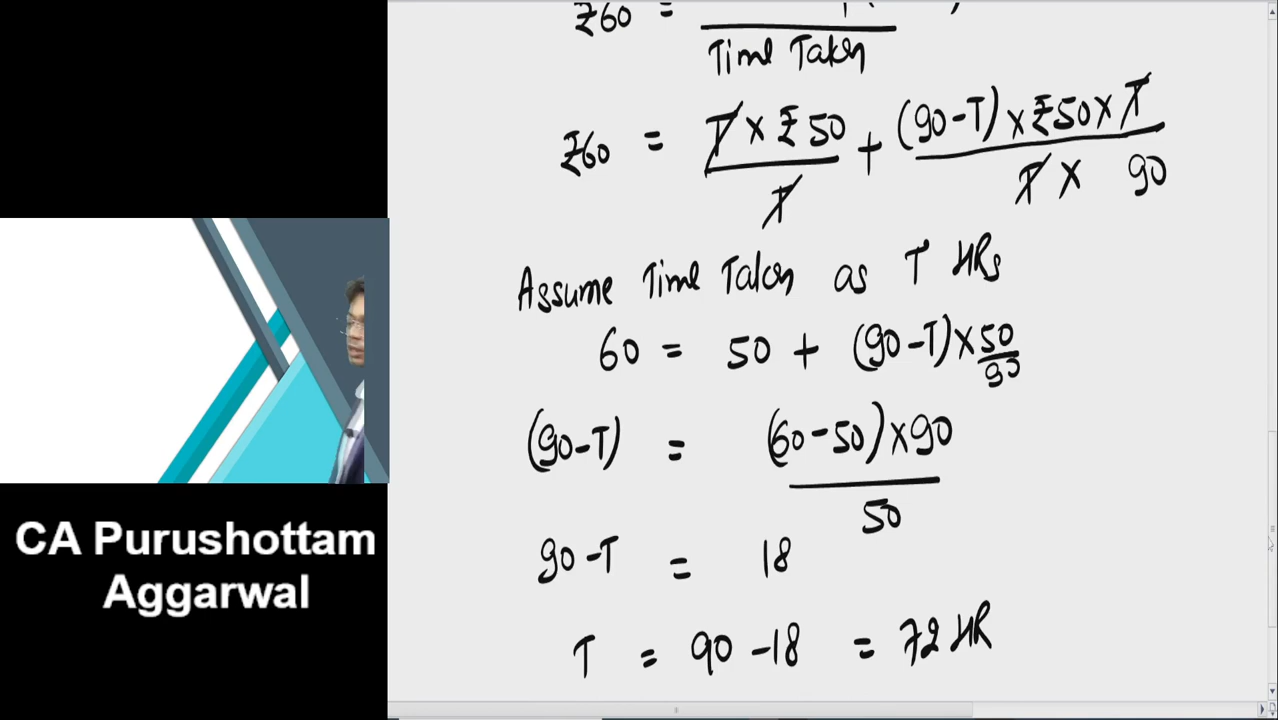 ₹60 =
Time Taken
₹60 = T × ₹50 / T + (90-T) × ₹50 × T / T × 90
Assume Time Taken as T HRs
60 = 50 + (90-T) × 50/90
(90-T) = (60-50) × 90 / 50
90-T = 18
T = 90-18 = 72 HR
CA Purushottam
Aggarwal